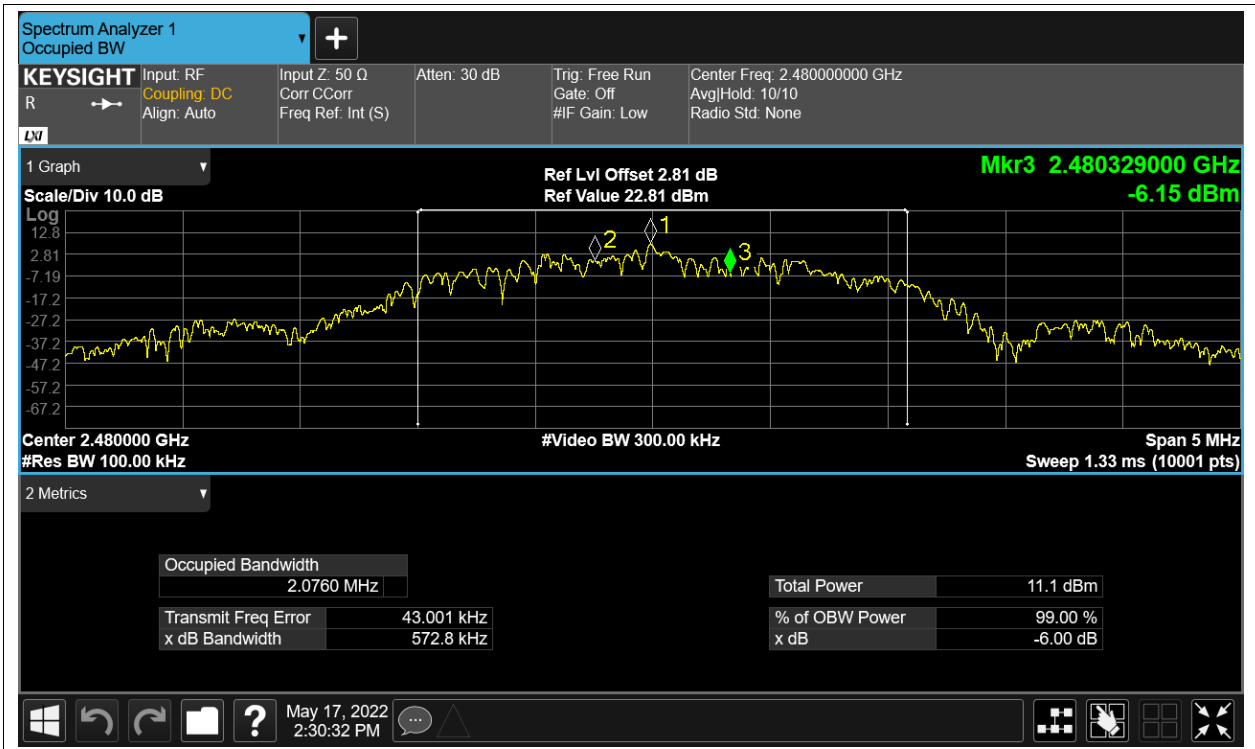 Spectrum Analyzer 1
Occupied BW
KEYSIGHT
R
LXI
Input: RF
Coupling: DC
Align: Auto
Input Z: 50 Ω
Corr CCorr
Freq Ref: Int (S)
Atten: 30 dB
Trig: Free Run
Gate: Off
#IF Gain: Low
Center Freq: 2.480000000 GHz
Avg|Hold: 10/10
Radio Std: None
1 Graph
Scale/Div 10.0 dB
Ref Lvl Offset 2.81 dB
Ref Value 22.81 dBm
Mkr3 2.480329000 GHz
-6.15 dBm
Log
12.8
2.81
-7.19
-17.2
-27.2
-37.2
-47.2
-57.2
-67.2
1
2
3
Center 2.480000 GHz
#Res BW 100.00 kHz
#Video BW 300.00 kHz
Span 5 MHz
Sweep 1.33 ms (10001 pts)
2 Metrics
Occupied Bandwidth
2.0760 MHz
Transmit Freq Error 43.001 kHz
x dB Bandwidth 572.8 kHz
Total Power 11.1 dBm
% of OBW Power 99.00 %
x dB -6.00 dB
?
May 17, 2022
2:30:32 PM